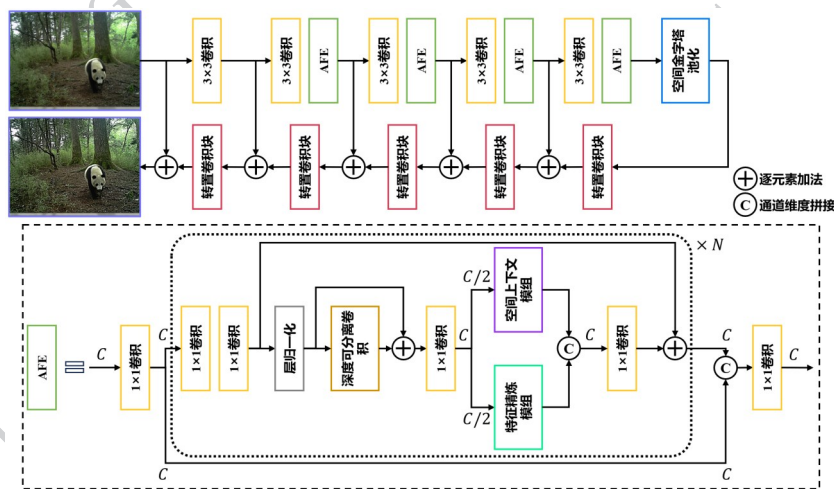 3×3卷积
3×3卷积
AFE
3×3卷积
AFE
3×3卷积
AFE
3×3卷积
AFE
空间金字塔
池化
转置卷积块
转置卷积块
转置卷积块
转置卷积块
转置卷积块
逐元素加法
C 通道维度拼接
AFE
C
1×1卷积
C
1×1卷积
1×1卷积
层归一化
深度可分离卷
积
1×1卷积
C
C/2
空间上下文
模组
C/2
特征精炼
模组
C
C
1×1卷积
× N
C
C
1×1卷积
C
C
C